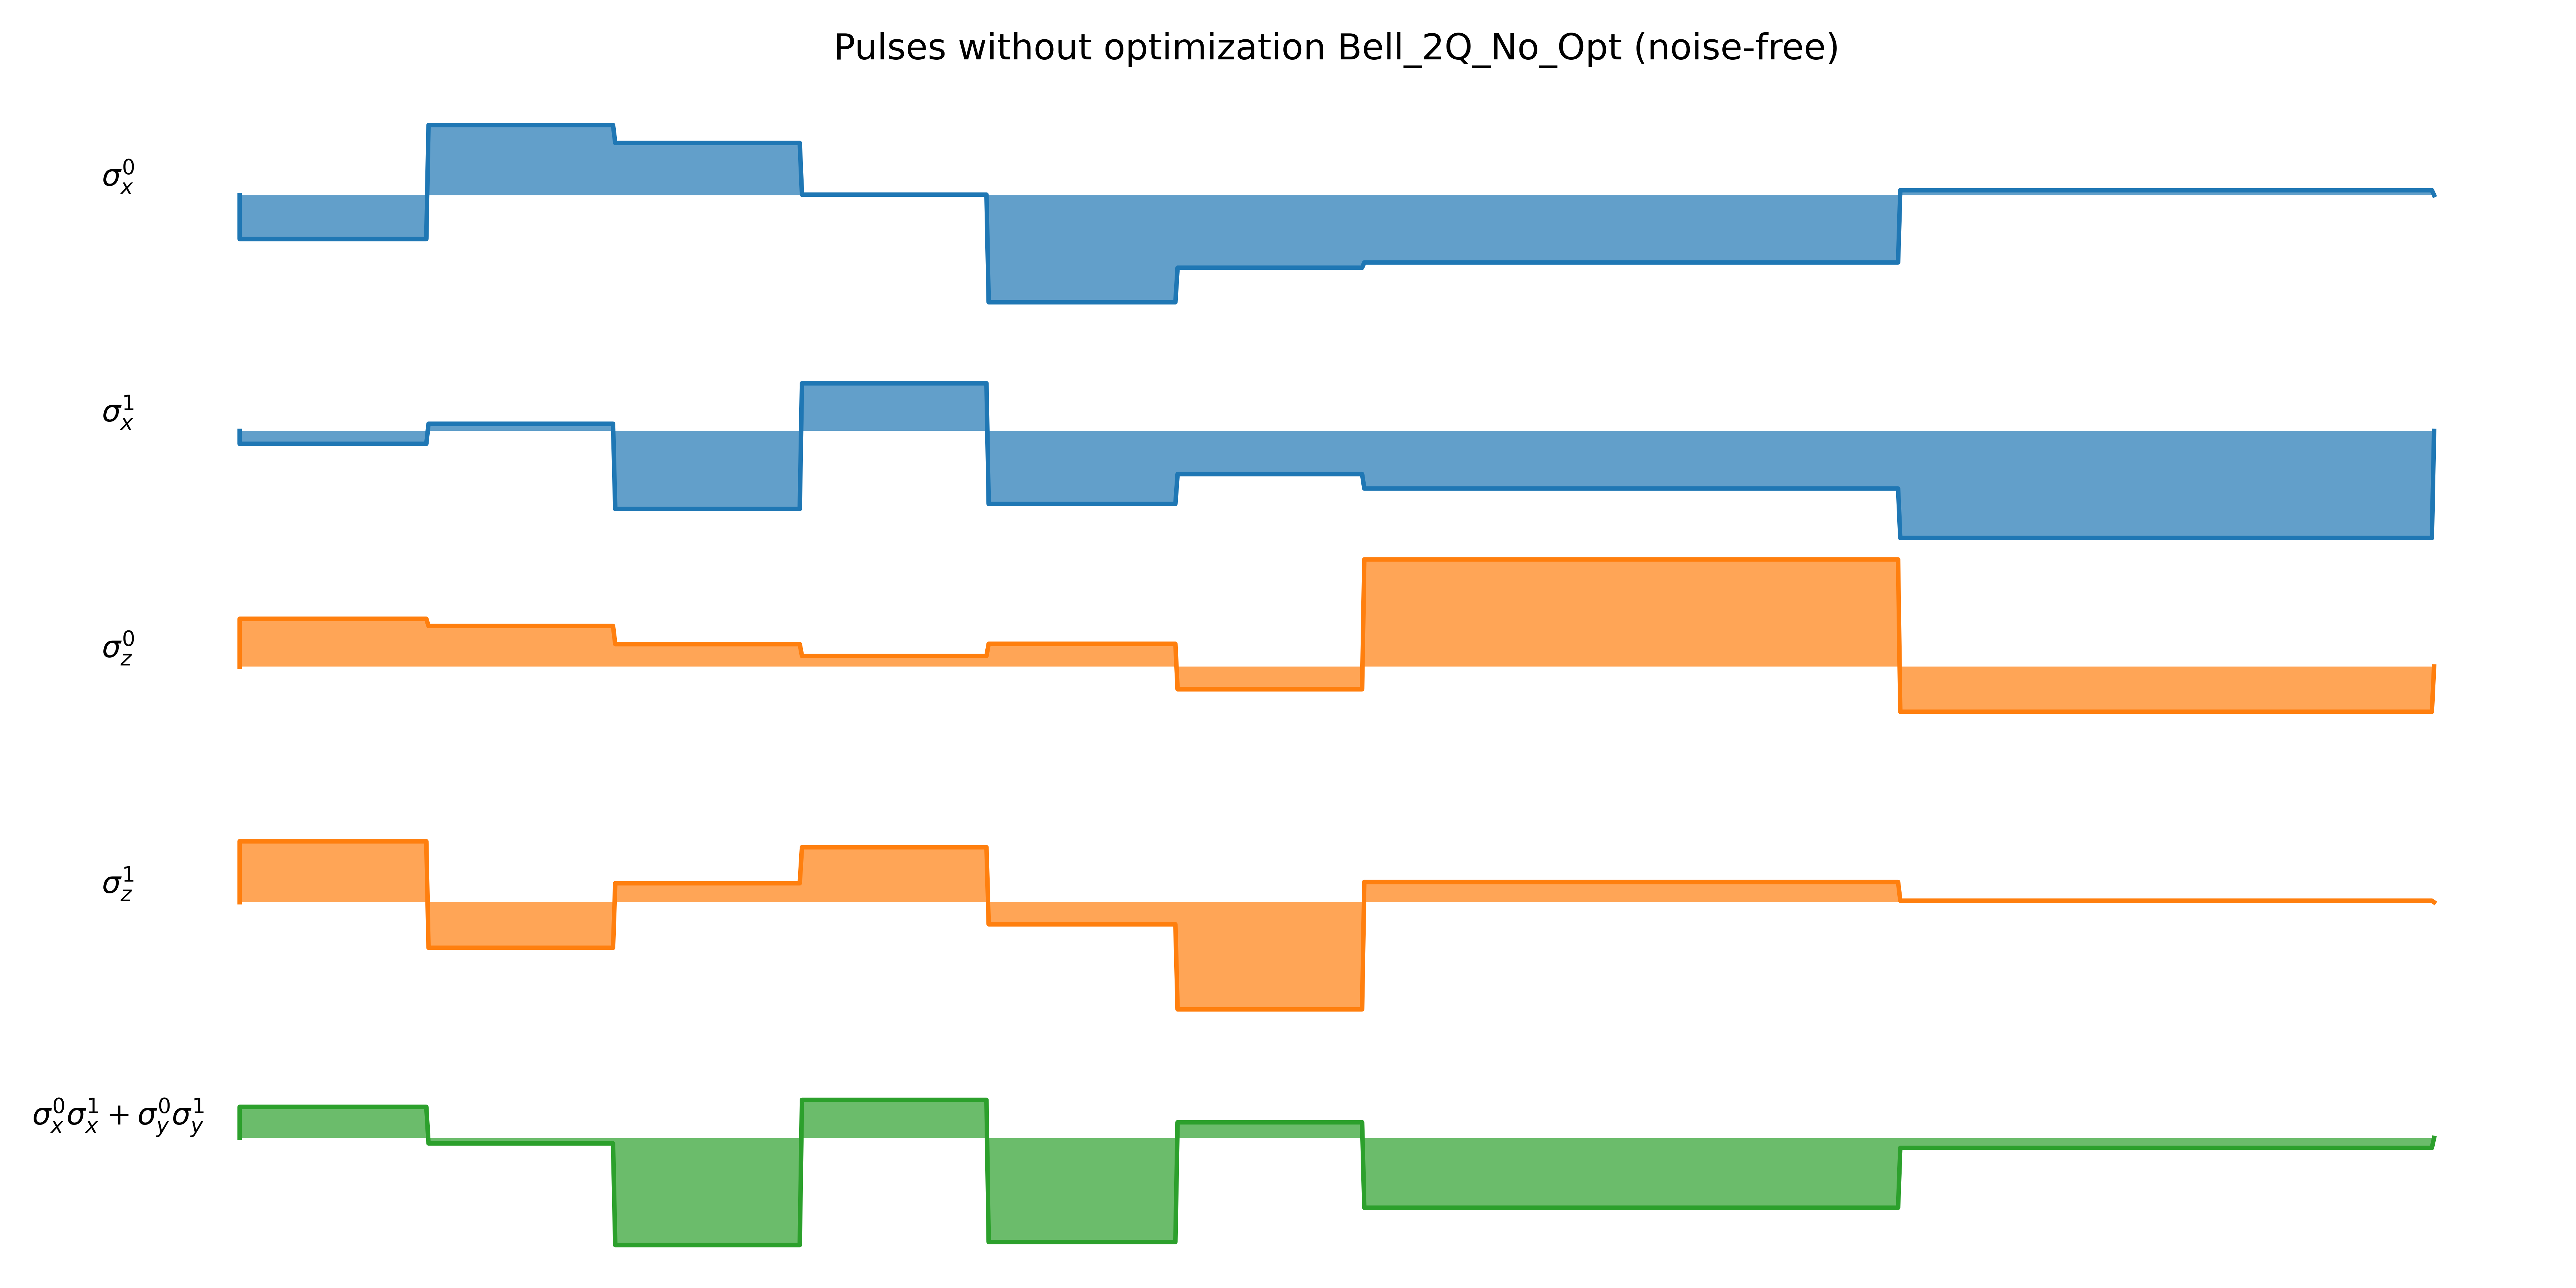 Pulses without optimization Bell_2Q_No_Opt (noise-free)
σ_x^0
σ_x^1
σ_z^0
σ_z^1
σ_x^0σ_x^1 + σ_y^0σ_y^1